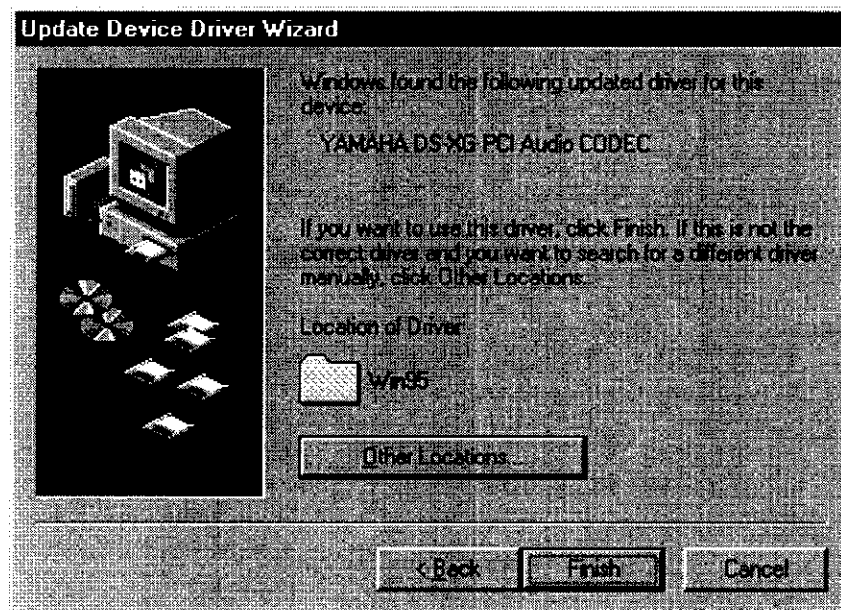 Update Device Driver Wizard
Windows found the following updated driver for this
device:
YAMAHA DS-XG PCI Audio CODEC
If you want to use this driver, click Finish. If this is not the
correct driver and you want to search for a different driver
manually, click Other Locations.
Location of Driver:
Win95
Other Locations...
< Back
Finish
Cancel